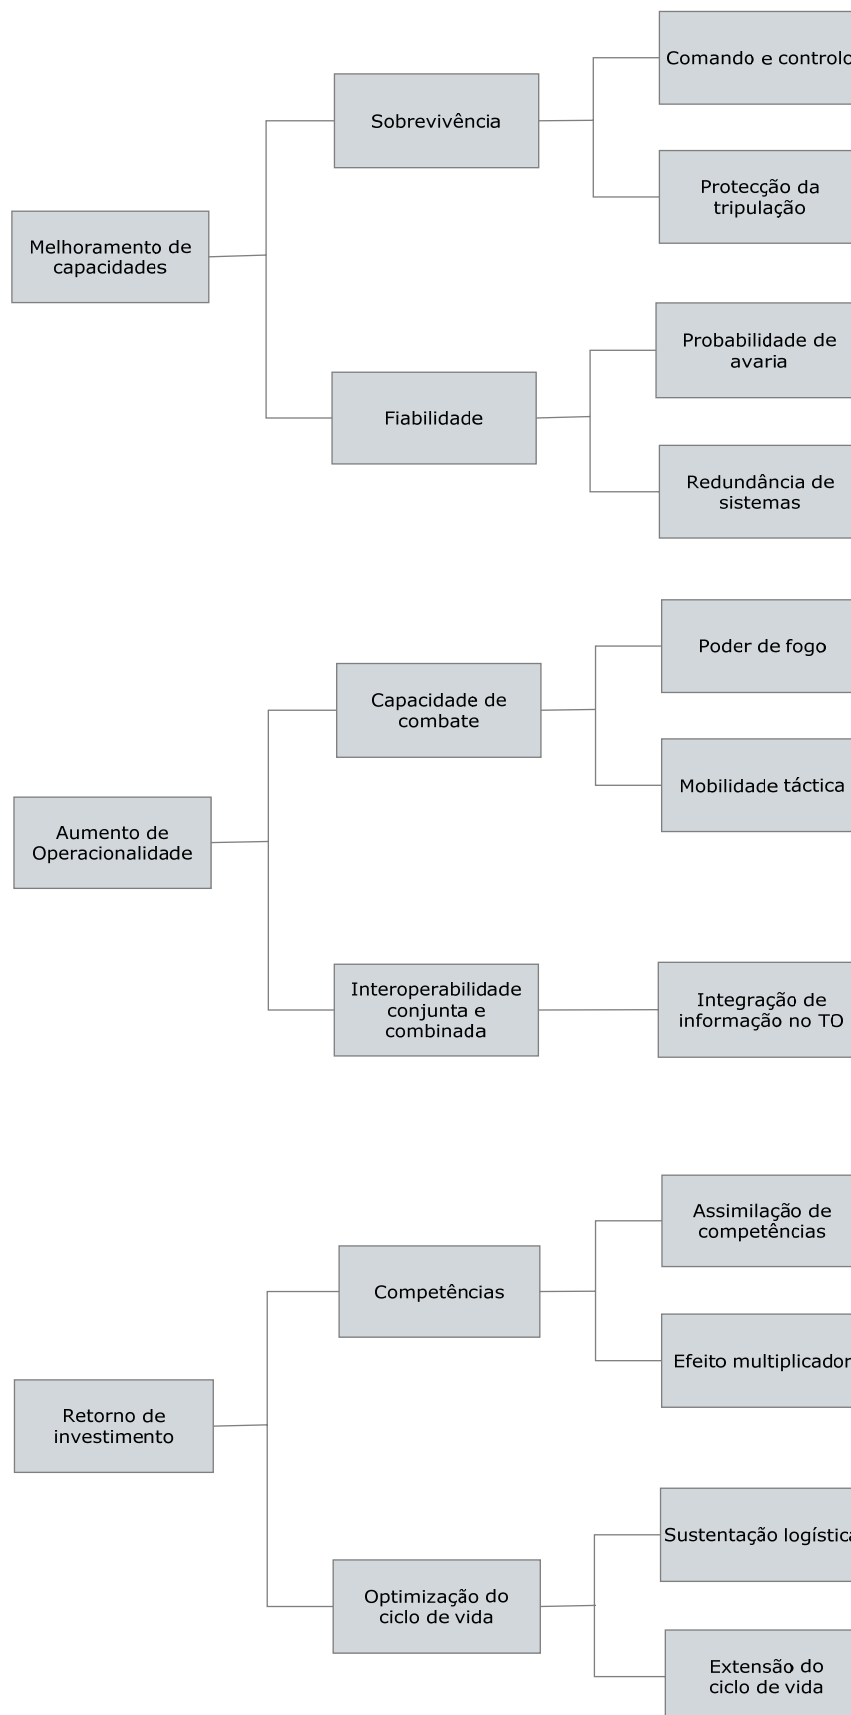 Comando e controlo
Sobrevivência
Protecção da
tripulação
Melhoramento de
capacidades
Probabilidade de
avaria
Fiabilidade
Redundância de
sistemas
Poder de fogo
Capacidade de
combate
Mobilidade táctica
Aumento de
Operacionalidade
Interoperabilidade
conjunta e
combinada
Integração de
informação no TO
Assimilação de
competências
Competências
Efeito multiplicador
Retorno de
investimento
Sustentação logística
Optimização do
ciclo de vida
Extensão do
ciclo de vida